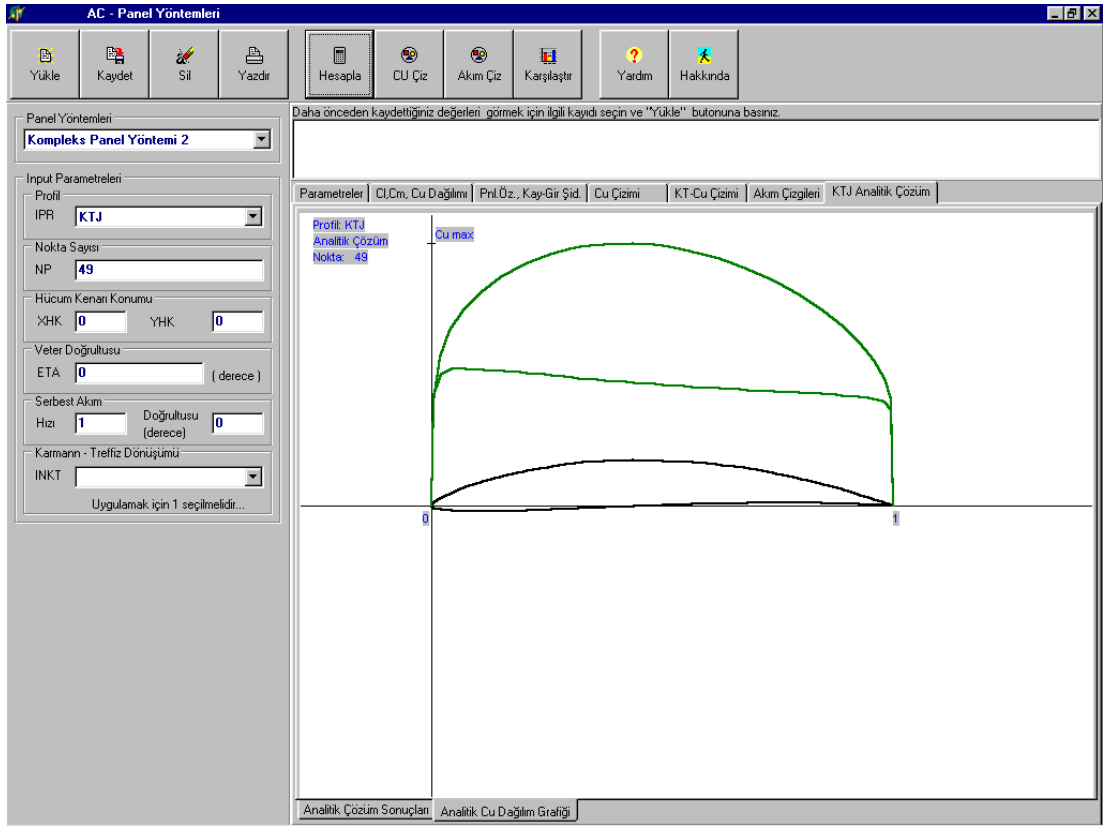 AC - Panel Yöntemleri
Yükle Kaydet Sil Yazdır Hesapla CU Çiz Akım Çiz Karşılaştır Yardım Hakkında
Panel Yöntemleri
Kompleks Panel Yöntemi 2
Input Parametreleri
Profil
IPR KTJ
Nokta Sayısı
NP 49
Hücum Kenarı Konumu
XHK 0 YHK 0
Veter Doğrultusu
ETA 0 ( derece )
Serbest Akım
Hızı 1 Doğrultusu (derece) 0
Karmann - Treffiz Dönüşümü
INKT
Uygulamak için 1 seçilmelidir...
Daha önceden kaydettiğiniz değerleri görmek için ilgili kayıdı seçin ve "Yükle" butonuna basınız.
Parametreler Cl,Cm, Cu Dağılımı Pnl.Öz., Kay-Gir Şid. Cu Çizimi KT-Cu Çizimi Akım Çizgileri KTJ Analitik Çözüm
Profil: KTJ
Analitik Çözüm
Nokta: 49
Cu max
0 1
Analitik Çözüm Sonuçları Analitik Cu Dağılım Grafiği